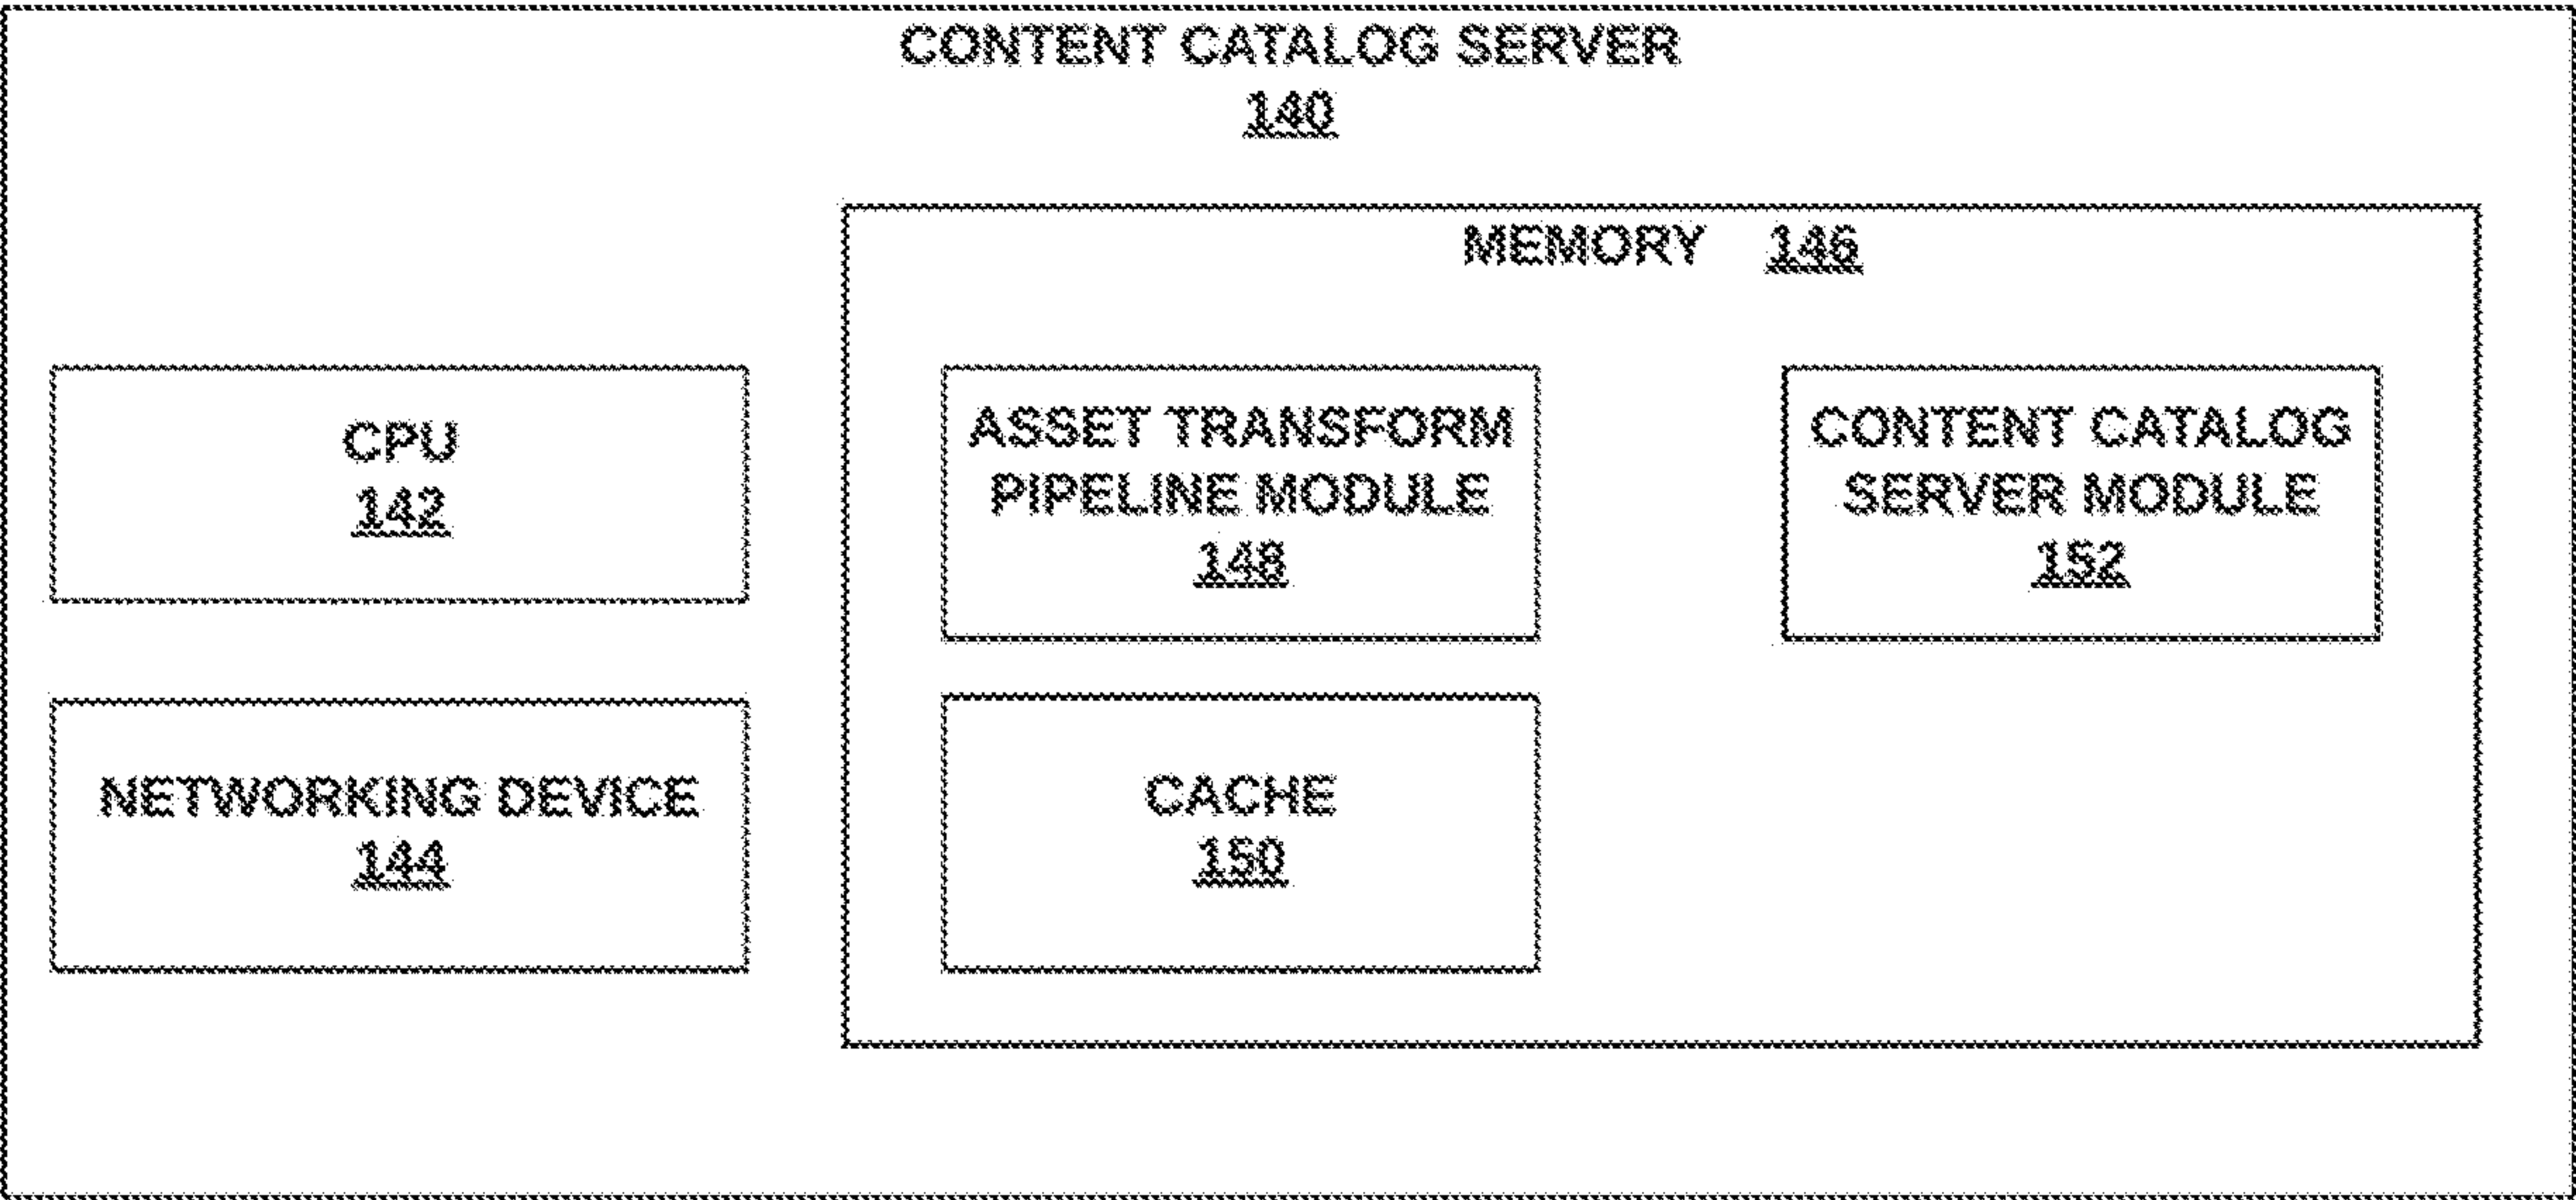 CONTENT CATALOG SERVER
140
MEMORY 146
CPU
142
ASSET TRANSFORM
PIPELINE MODULE
148
CONTENT CATALOG
SERVER MODULE
152
NETWORKING DEVICE
144
CACHE
150